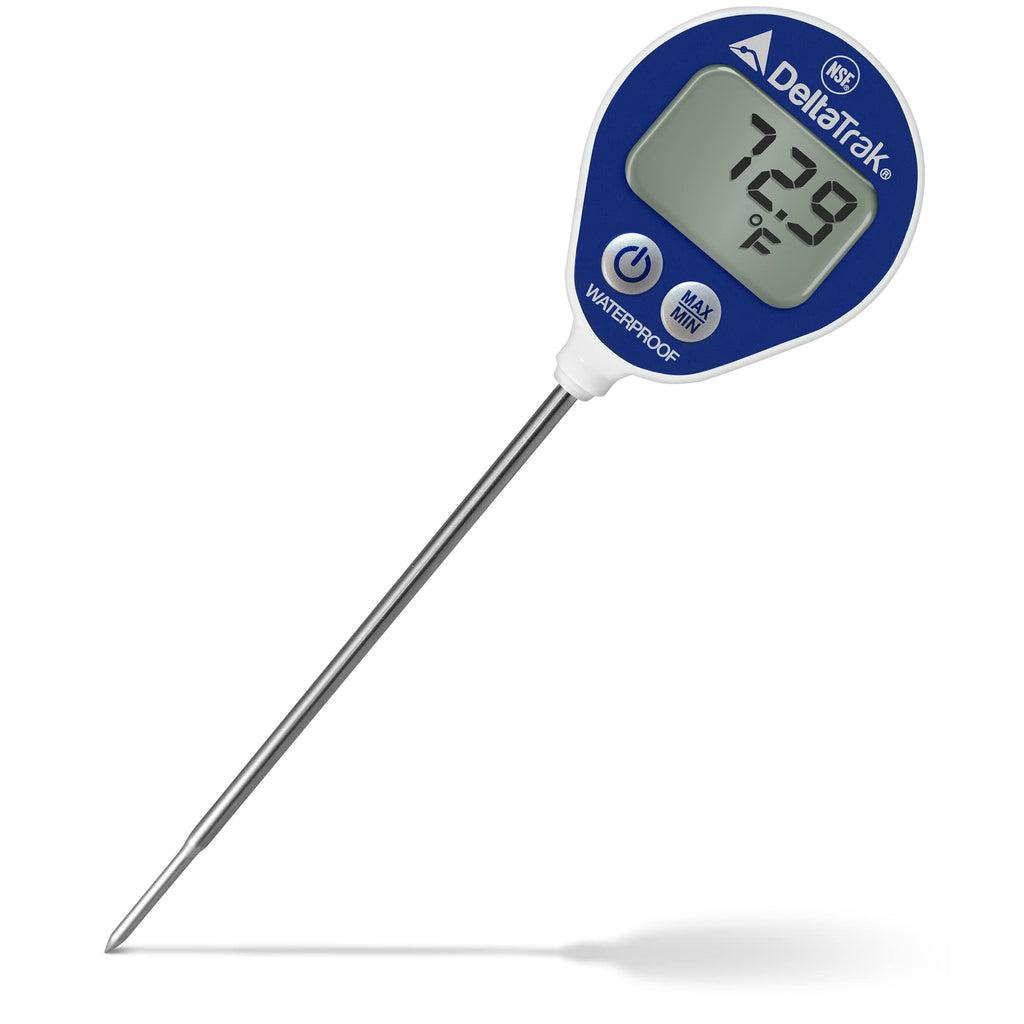 NSF®
DeltaTrak®
72.9
°F
MAX
MIN
WATERPROOF